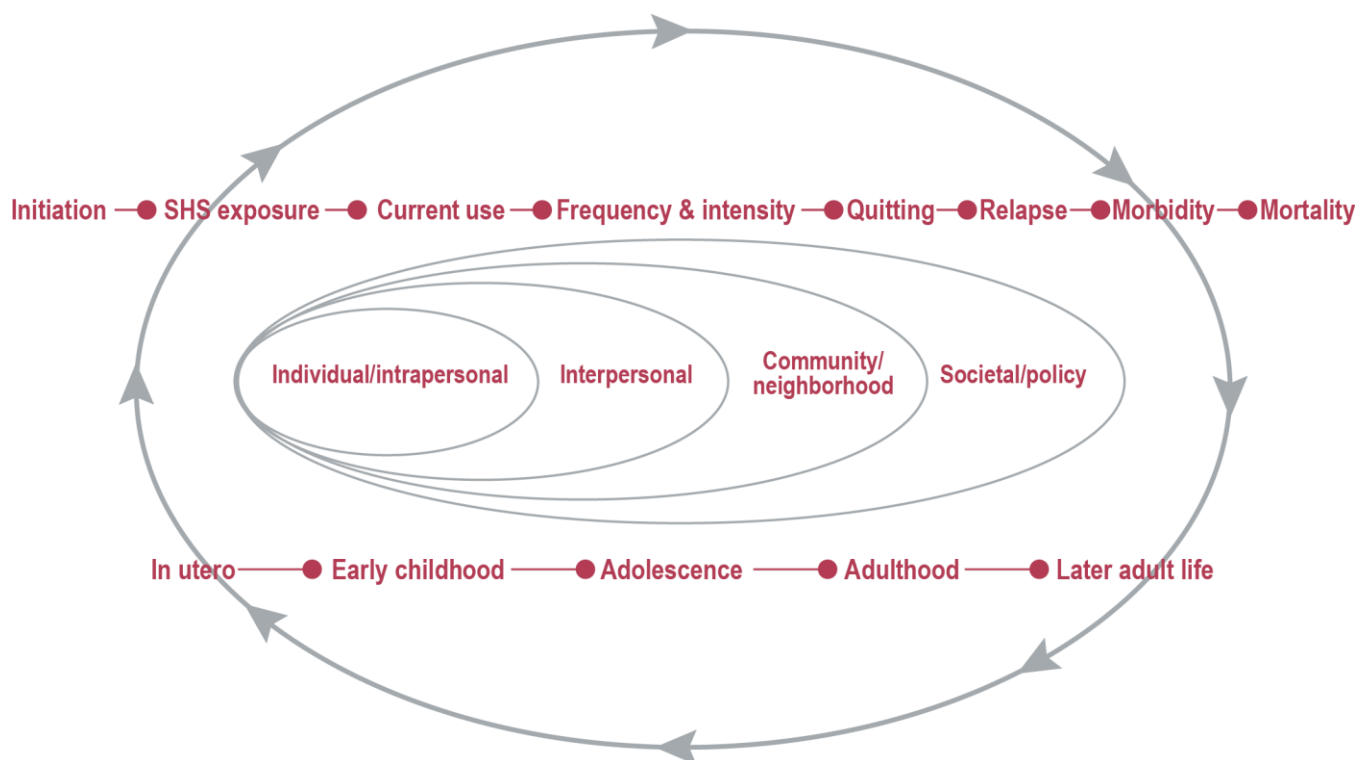 Initiation SHS exposure Current use Frequency & intensity Quitting Relapse Morbidity Mortality
Individual/intrapersonal
Interpersonal
Community/
neighborhood
Societal/policy
In utero Early childhood Adolescence Adulthood Later adult life